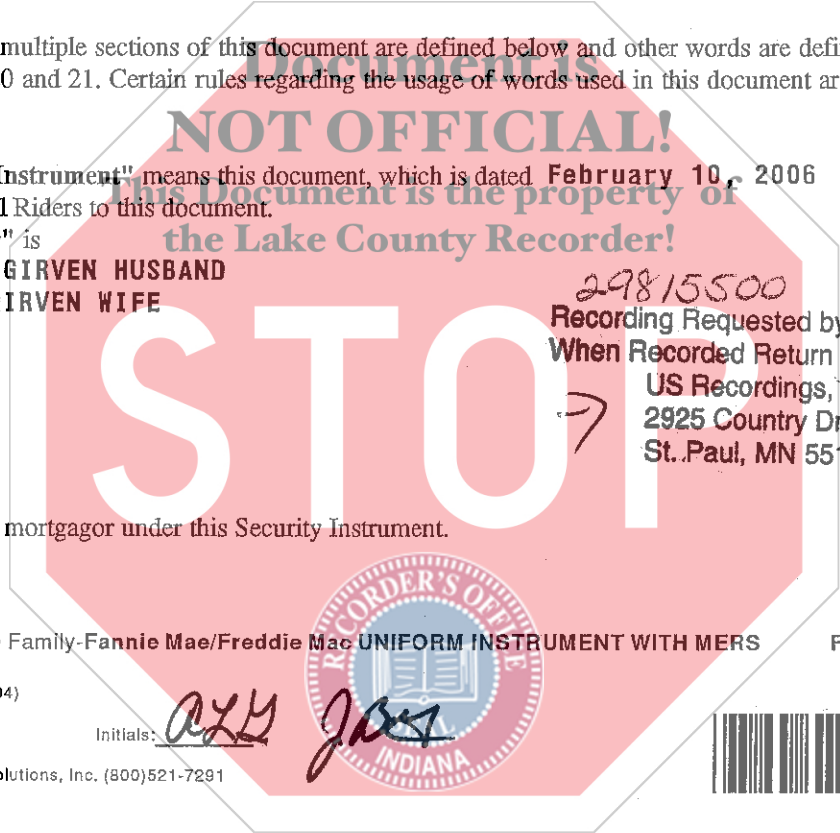 multiple sections of this document are defined below and other words are defi
Document is
0 and 21. Certain rules regarding the usage of words used in this document ar
NOT OFFICIAL!
Instrument" means this document, which is dated February 10, 2006
This Document is the property of
l Riders to this document.
the Lake County Recorder!
" is
GIRVEN HUSBAND
IRVEN WIFE
29815500
Recording Requested by
When Recorded Return
US Recordings,
2925 Country Dr
St. Paul, MN 551
STOP
mortgagor under this Security Instrument.
RECORDER'S OFFICE
SEAL
INDIANA
Family-Fannie Mae/Freddie Mac UNIFORM INSTRUMENT WITH MERS
04)
Initials: ALG
olutions, Inc. (800)521-7291